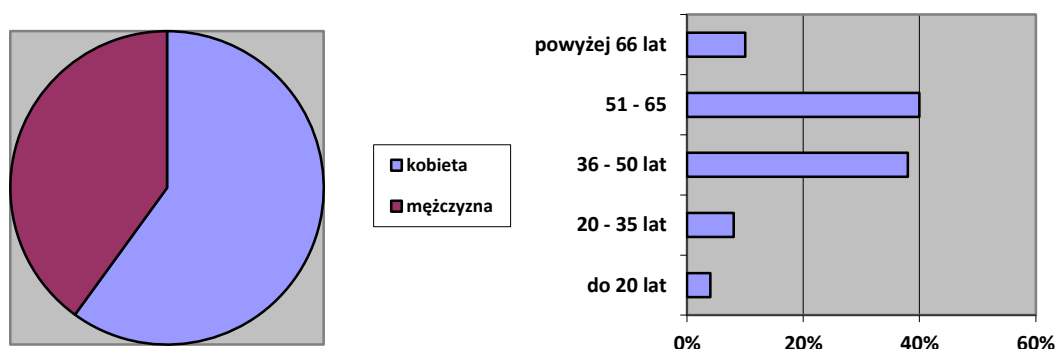 kobieta
mężczyzna
powyżej 66 lat
51 - 65
36 - 50 lat
20 - 35 lat
do 20 lat
0% 20% 40% 60%